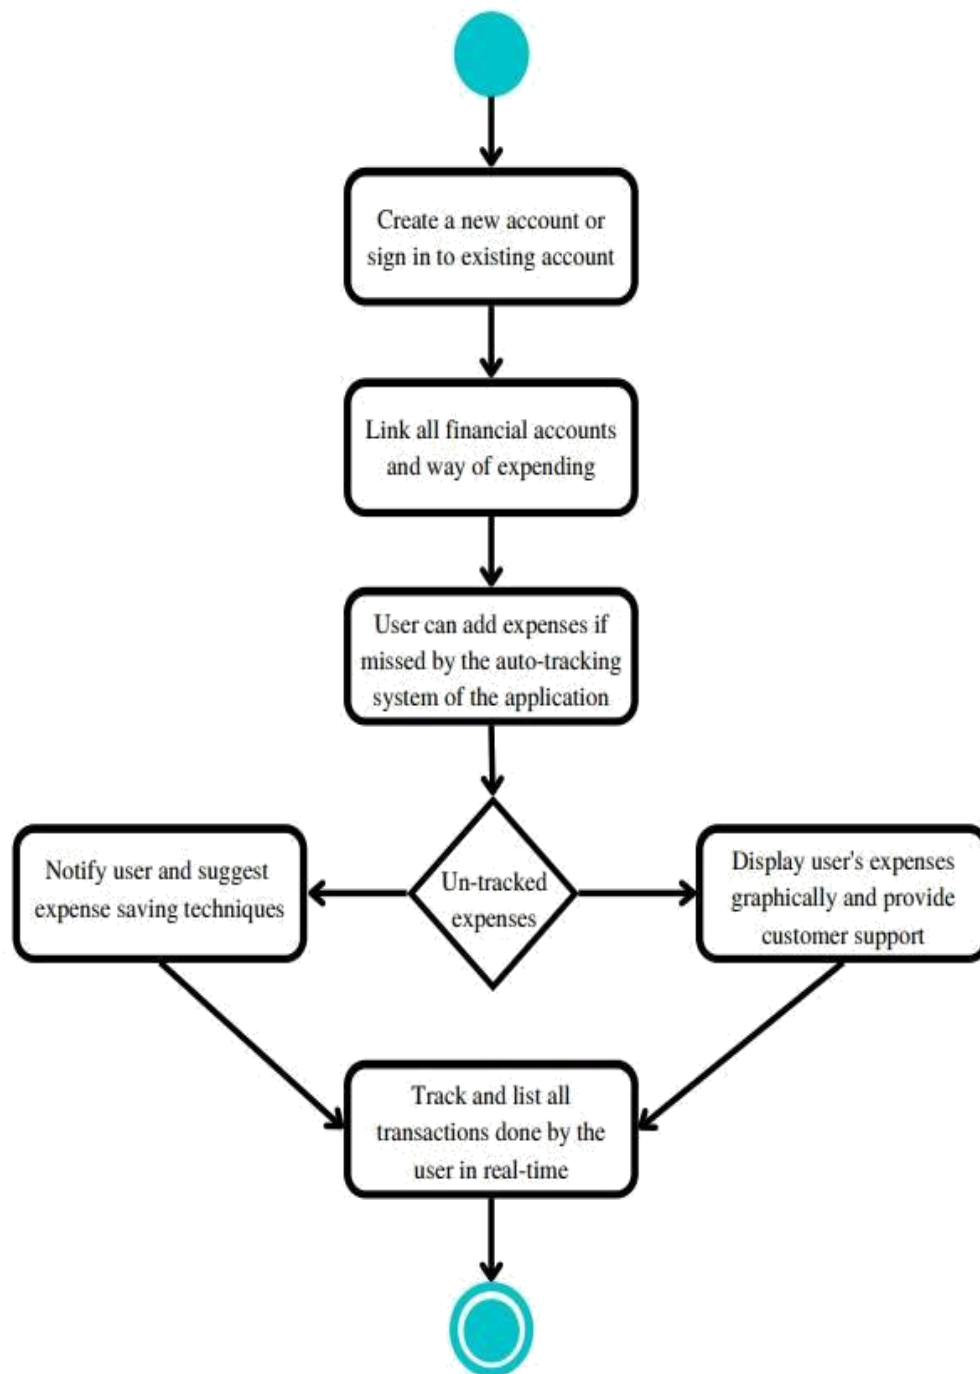 Create a new account or
sign in to existing account
Link all financial accounts
and way of expending
User can add expenses if
missed by the auto-tracking
system of the application
Un-tracked
expenses
Notify user and suggest
expense saving techniques
Display user's expenses
graphically and provide
customer support
Track and list all
transactions done by the
user in real-time